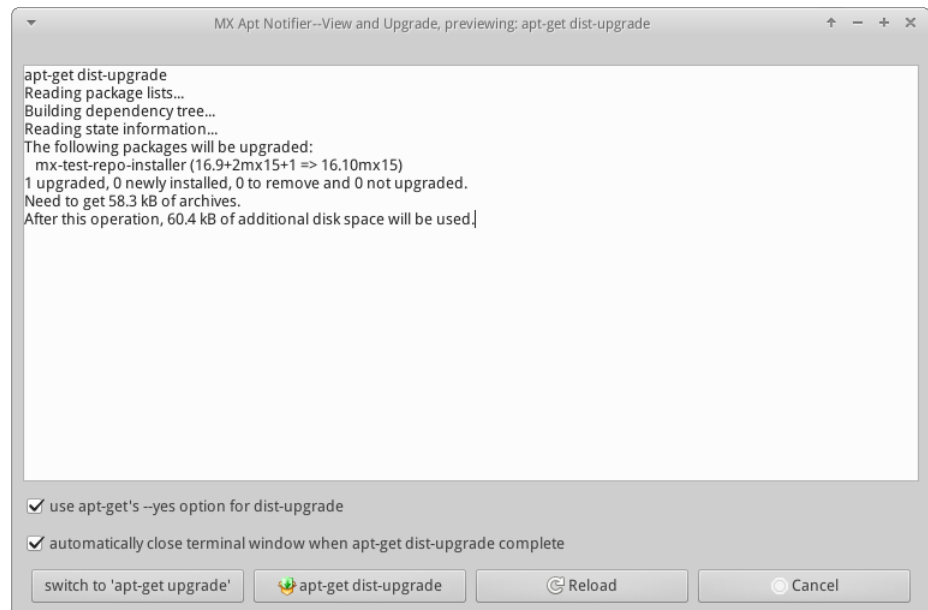 MX Apt Notifier--View and Upgrade, previewing: apt-get dist-upgrade
apt-get dist-upgrade
Reading package lists...
Building dependency tree...
Reading state information...
The following packages will be upgraded:
mx-test-repo-installer (16.9+2mx15+1 => 16.10mx15)
1 upgraded, 0 newly installed, 0 to remove and 0 not upgraded.
Need to get 58.3 kB of archives.
After this operation, 60.4 kB of additional disk space will be used.
use apt-get's --yes option for dist-upgrade
automatically close terminal window when apt-get dist-upgrade complete
switch to 'apt-get upgrade'
apt-get dist-upgrade
Reload
Cancel